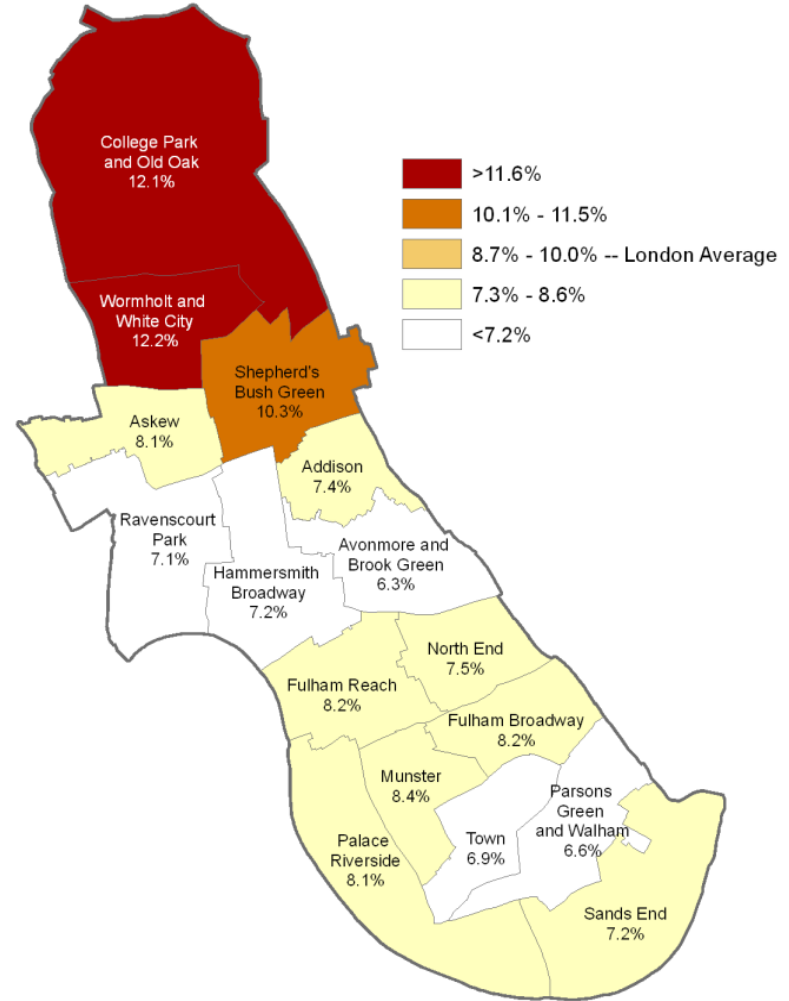 College Park
and Old Oak
12.1%
>11.6%
10.1% - 11.5%
8.7% - 10.0% -- London Average
7.3% - 8.6%
<7.2%
Wormholt and
White City
12.2%
Shepherd's
Bush Green
10.3%
Askew
8.1%
Addison
7.4%
Ravenscourt
Park
7.1%
Hammersmith
Broadway
7.2%
Avonmore and
Brook Green
6.3%
North End
7.5%
Fulham Reach
8.2%
Fulham Broadway
8.2%
Munster
8.4%
Parsons
Green
and Walham
6.6%
Town
6.9%
Palace
Riverside
8.1%
Sands End
7.2%